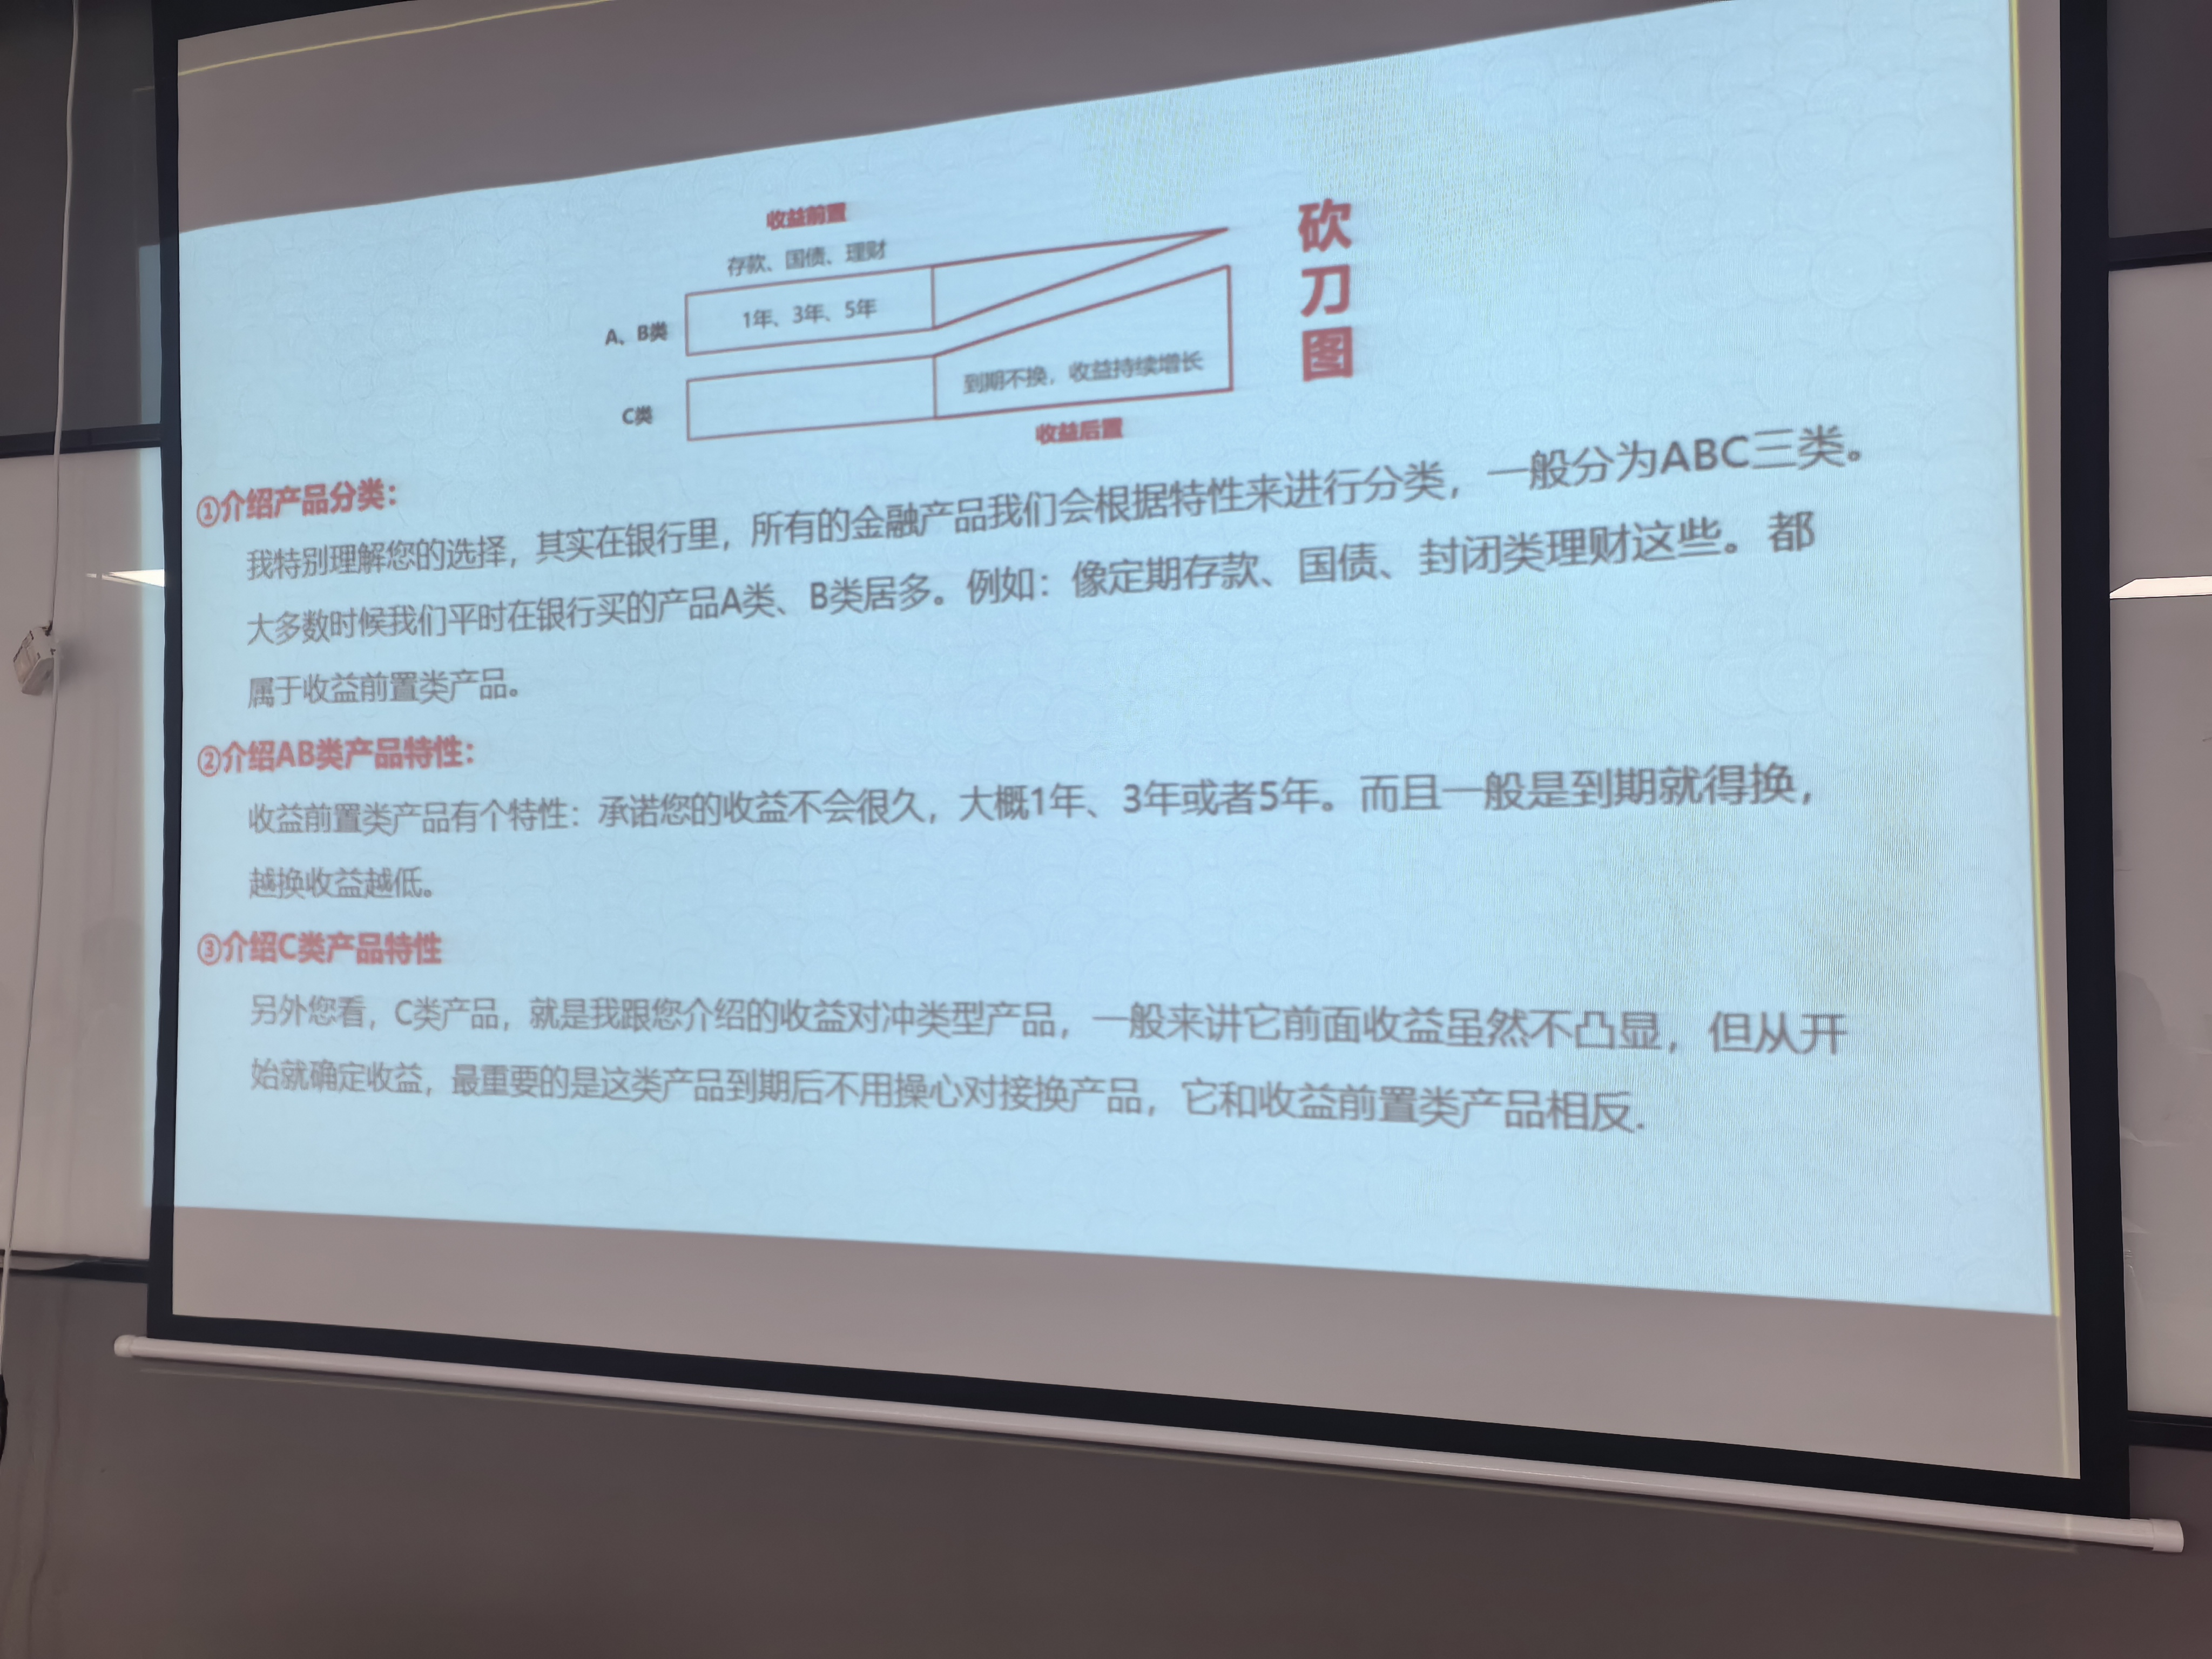 收益前置
存款、国债、理财
A、B类
1年、3年、5年
C类
到期不换，收益持续增长
收益后置
砍刀图
①介绍产品分类：
我特别理解您的选择，其实在银行里，所有的金融产品我们会根据特性来进行分类，一般分为ABC三类。
大多数时候我们平时在银行买的产品A类、B类居多。例如：像定期存款、国债、封闭类理财这些。都
属于收益前置类产品。
②介绍AB类产品特性：
收益前置类产品有个特性：承诺您的收益不会很久，大概1年、3年或者5年。而且一般是到期就得换，
越换收益越低。
③介绍C类产品特性
另外您看，C类产品，就是我跟您介绍的收益对冲类型产品，一般来讲它前面收益虽然不凸显，但从开
始就确定收益，最重要的是这类产品到期后不用操心对接换产品，它和收益前置类产品相反.